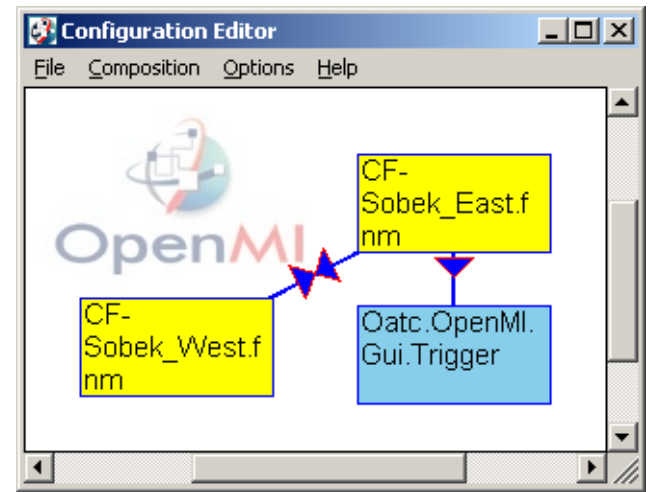 Configuration Editor
File Composition Options Help
OpenMI
CF-
Sobek_East.f
nm
CF-
Sobek_West.f
nm
Oatc.OpenMI.
Gui.Trigger